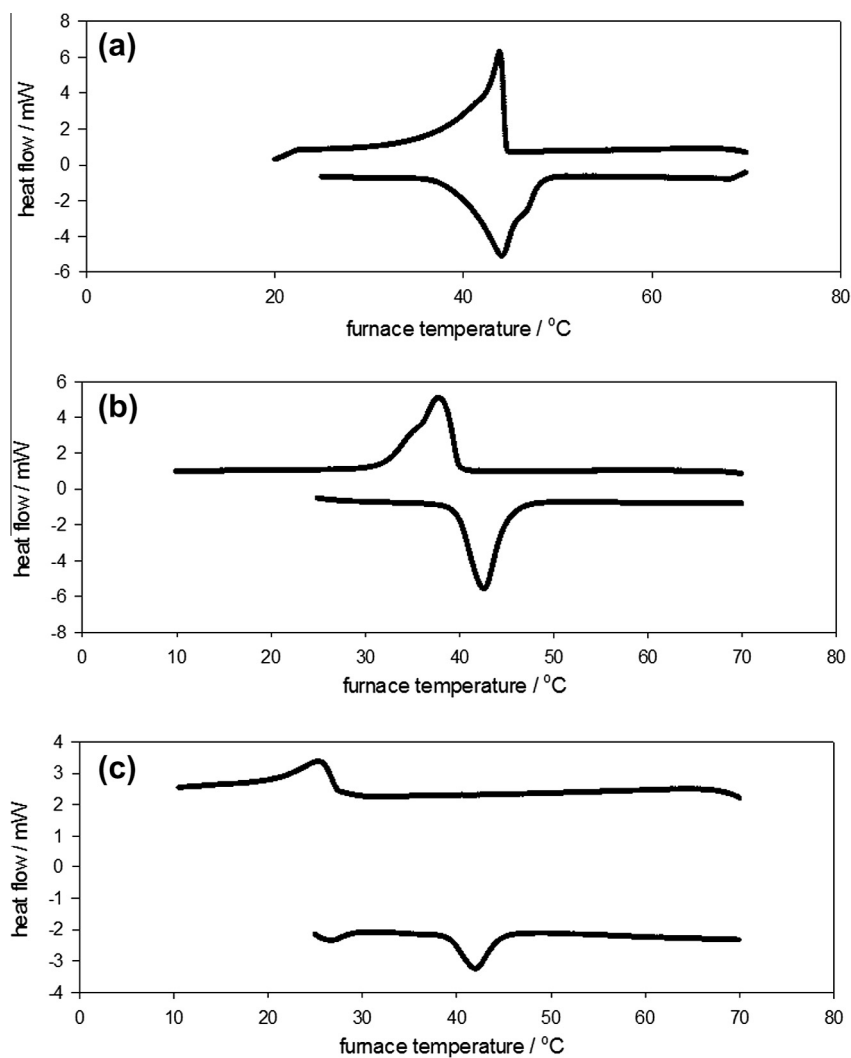 (a)
heat flow / mW
8
6
4
2
0
-2
-4
-6
0 20 40 60 80
furnace temperature / °C
(b)
heat flow / mW
6
4
2
0
-2
-4
-6
-8
0 10 20 30 40 50 60 70 80
furnace temperature / °C
(c)
heat flow / mW
4
3
2
1
0
-1
-2
-3
-4
0 10 20 30 40 50 60 70 80
furnace temperature / °C